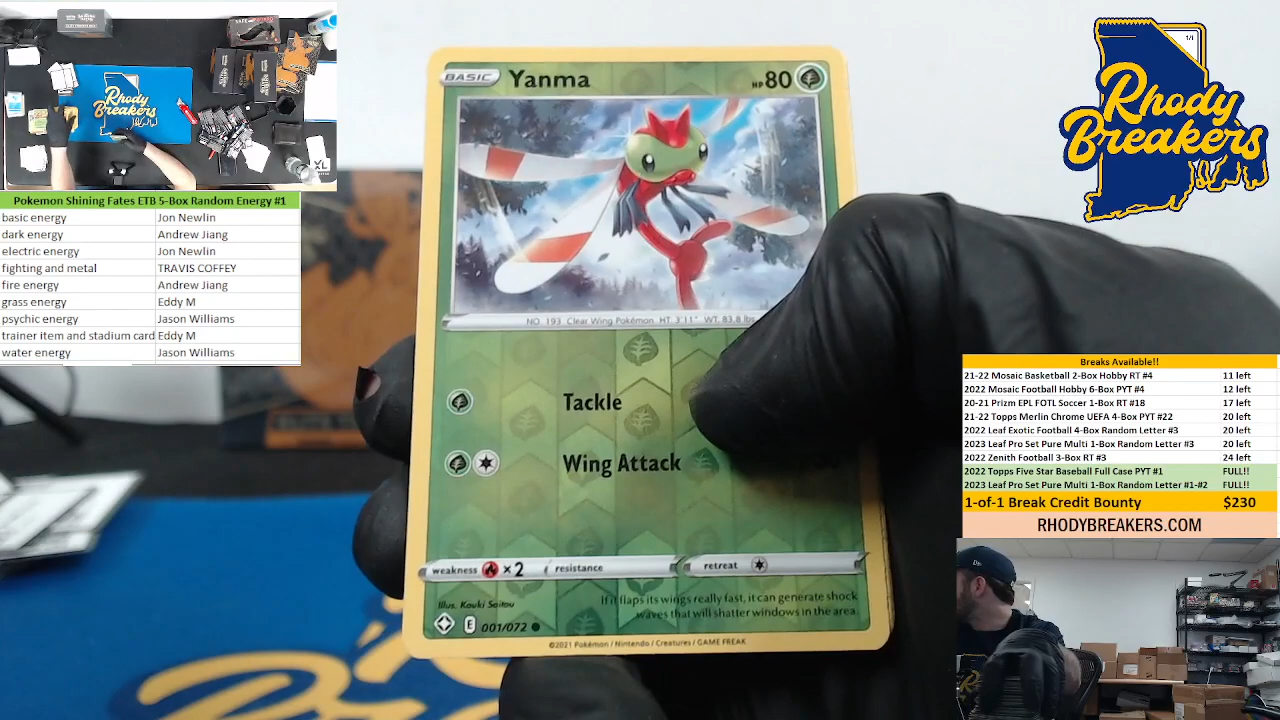 Rhody
Breakers
XL
Pokemon Shining Fates ETB 5-Box Random Energy #1
basic energy Jon Newlin
dark energy Andrew Jiang
electric energy Jon Newlin
fighting and metal TRAVIS COFFEY
fire energy Andrew Jiang
grass energy Eddy M
psychic energy Jason Williams
trainer item and stadium card Eddy M
water energy Jason Williams
BASIC Yanma HP 80
NO. 193 Clear Wing Pokémon HT. 3'11" WT. 83.8 lbs.
Tackle
Wing Attack
weakness ×2 resistance retreat
Illus. Kouki Saitou
If it flaps its wings really fast, it can generate shock
waves that will shatter windows in the area.
E 001/072
©2021 Pokémon / Nintendo / Creatures / GAME FREAK
1/1
Rhody
Breakers
Breaks Available!!
21-22 Mosaic Basketball 2-Box Hobby RT #4 11 left
2022 Mosaic Football Hobby 6-Box PYT #4 12 left
20-21 Prizm EPL FOTL Soccer 1-Box RT #18 17 left
21-22 Topps Merlin Chrome UEFA 4-Box PYT #22 20 left
2022 Leaf Exotic Football 4-Box Random Letter #3 20 left
2023 Leaf Pro Set Pure Multi 1-Box Random Letter #3 20 left
2022 Zenith Football 3-Box RT #3 24 left
2022 Topps Five Star Baseball Full Case PYT #1 FULL!!
2023 Leaf Pro Set Pure Multi 1-Box Random Letter #1-#2 FULL!!
1-of-1 Break Credit Bounty $230
RHODYBREAKERS.COM